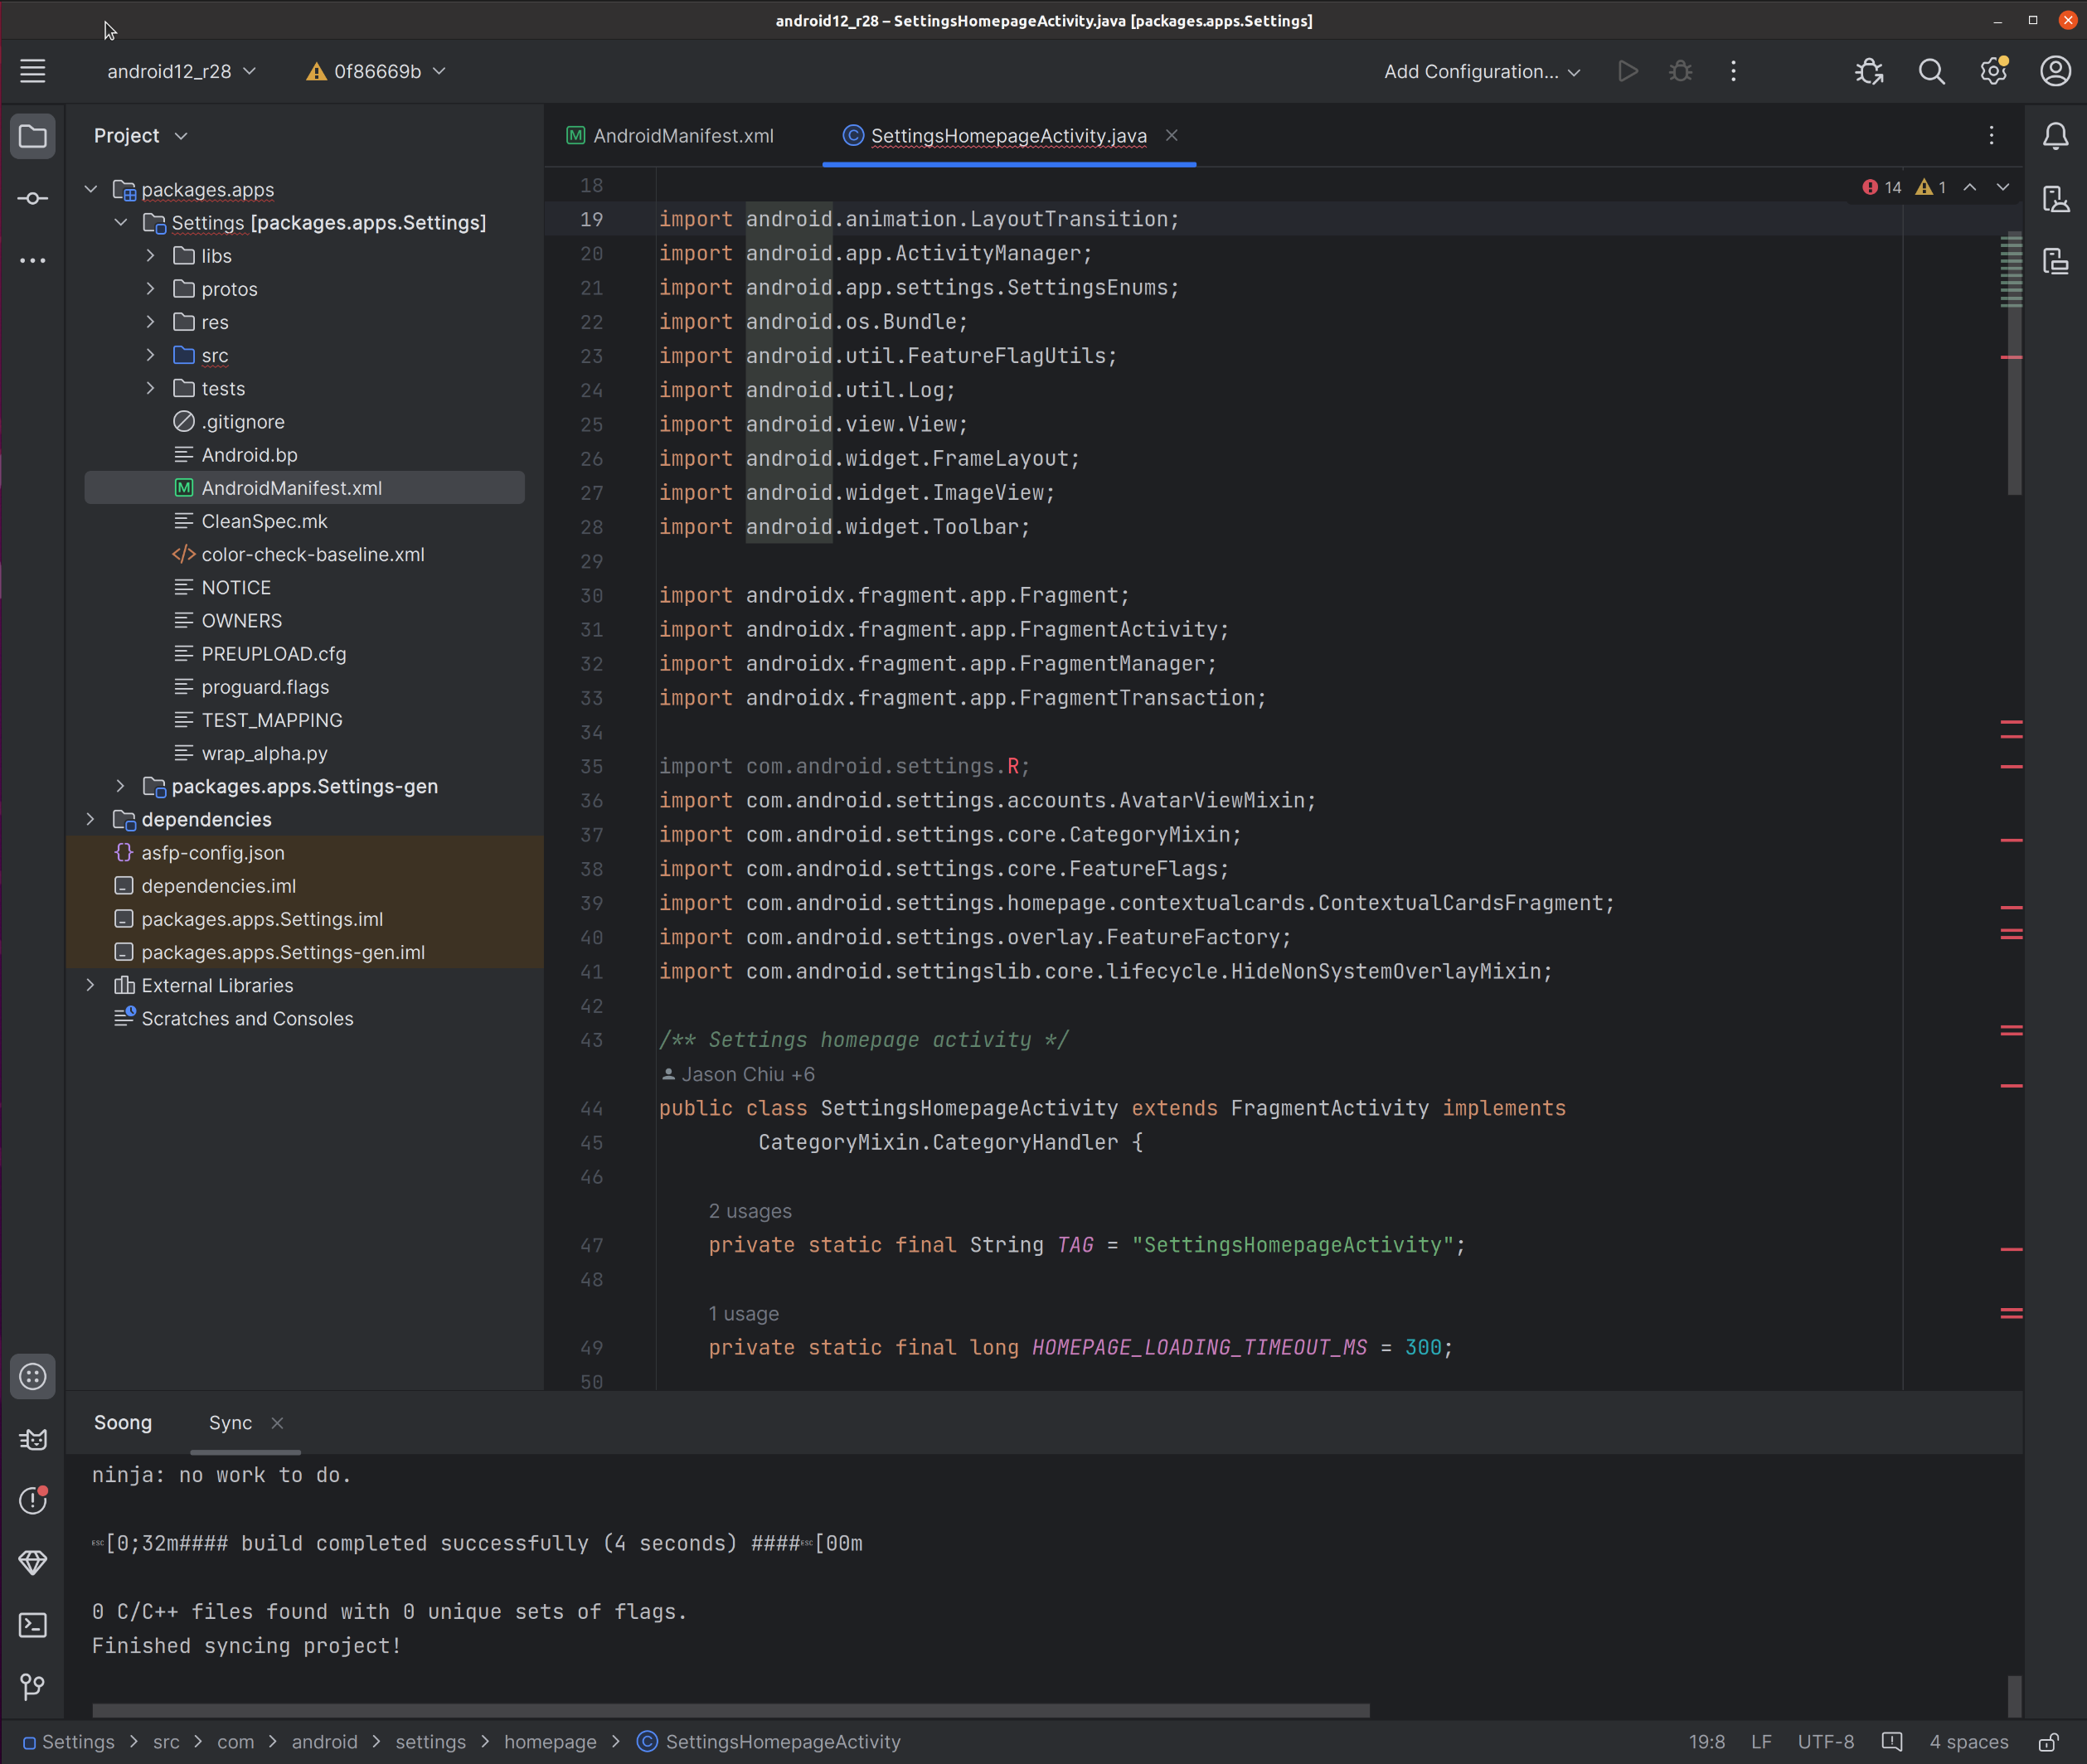 android12_r28 – SettingsHomepageActivity.java [packages.apps.Settings]
android12_r28
0f86669b
Add Configuration...
Project
packages.apps
Settings [packages.apps.Settings]
libs
protos
res
src
tests
.gitignore
Android.bp
AndroidManifest.xml
CleanSpec.mk
color-check-baseline.xml
NOTICE
OWNERS
PREUPLOAD.cfg
proguard.flags
TEST_MAPPING
wrap_alpha.py
packages.apps.Settings-gen
dependencies
asfp-config.json
dependencies.iml
packages.apps.Settings.iml
packages.apps.Settings-gen.iml
External Libraries
Scratches and Consoles
AndroidManifest.xml
SettingsHomepageActivity.java
14
1
18
19 import android.animation.LayoutTransition;
20 import android.app.ActivityManager;
21 import android.app.settings.SettingsEnums;
22 import android.os.Bundle;
23 import android.util.FeatureFlagUtils;
24 import android.util.Log;
25 import android.view.View;
26 import android.widget.FrameLayout;
27 import android.widget.ImageView;
28 import android.widget.Toolbar;
29
30 import androidx.fragment.app.Fragment;
31 import androidx.fragment.app.FragmentActivity;
32 import androidx.fragment.app.FragmentManager;
33 import androidx.fragment.app.FragmentTransaction;
34
35 import com.android.settings.R;
36 import com.android.settings.accounts.AvatarViewMixin;
37 import com.android.settings.core.CategoryMixin;
38 import com.android.settings.core.FeatureFlags;
39 import com.android.settings.homepage.contextualcards.ContextualCardsFragment;
40 import com.android.settings.overlay.FeatureFactory;
41 import com.android.settingslib.core.lifecycle.HideNonSystemOverlayMixin;
42
43 /** Settings homepage activity */
Jason Chiu +6
44 public class SettingsHomepageActivity extends FragmentActivity implements
45 CategoryMixin.CategoryHandler {
46
2 usages
47 private static final String TAG = "SettingsHomepageActivity";
48
1 usage
49 private static final long HOMEPAGE_LOADING_TIMEOUT_MS = 300;
50
Soong
Sync
ninja: no work to do.
ESC[0;32m#### build completed successfully (4 seconds) ####ESC[00m
0 C/C++ files found with 0 unique sets of flags.
Finished syncing project!
Settings > src > com > android > settings > homepage > SettingsHomepageActivity
19:8
LF
UTF-8
4 spaces